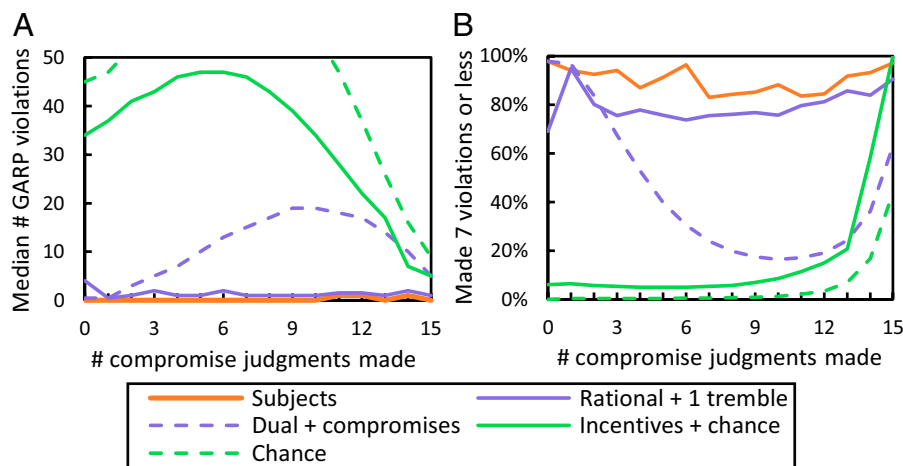 A
Median # GARP violations
50
40
30
20
10
0
0 3 6 9 12 15
# compromise judgments made
B
Made 7 violations or less
100%
80%
60%
40%
20%
0%
0 3 6 9 12 15
# compromise judgments made
Subjects
Rational + 1 tremble
Dual + compromises
Incentives + chance
Chance